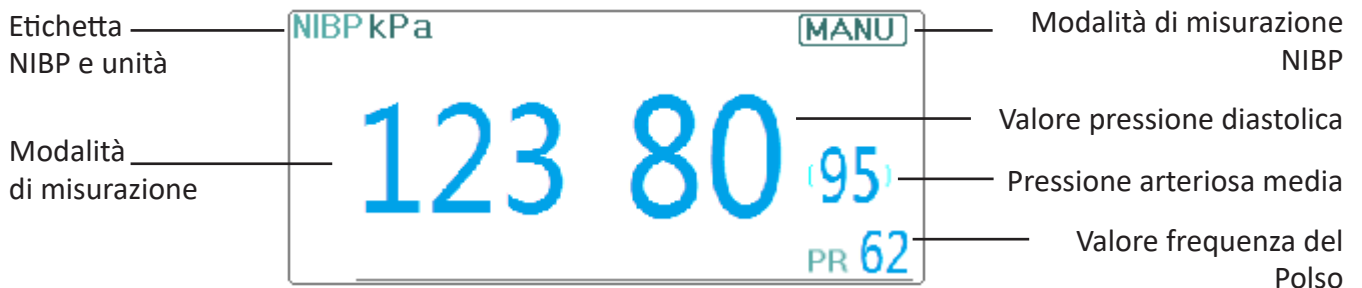 Etichetta
NIBP e unità
Modalità
di misurazione
NIBP kPa
MANU
123 80
(95)
PR 62
Modalità di misurazione
NIBP
Valore pressione diastolica
Pressione arteriosa media
Valore frequenza del
Polso